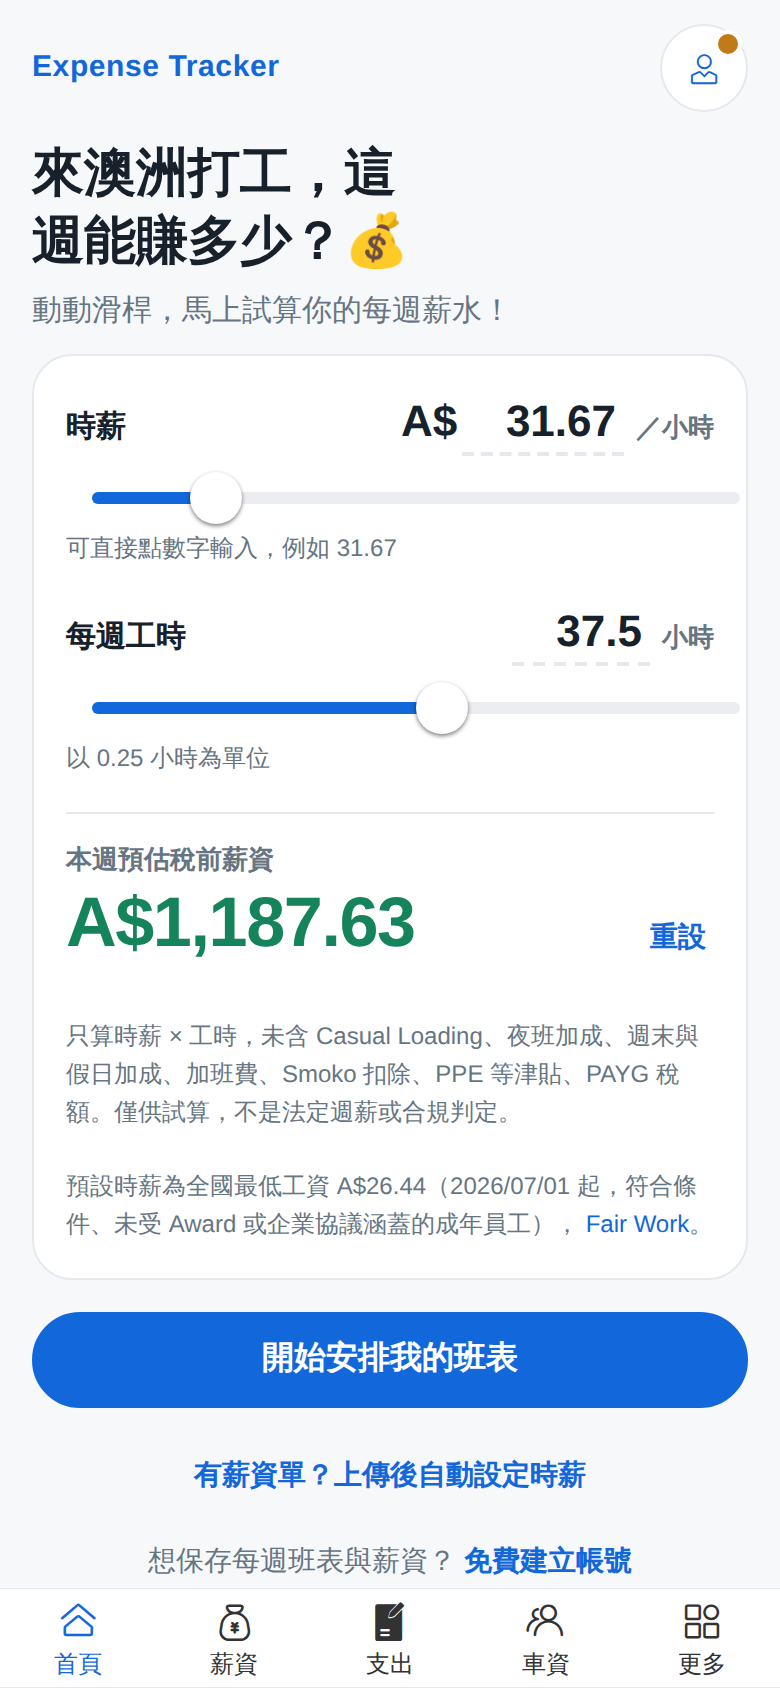 Expense Tracker
來澳洲打工，這
週能賺多少？💰
動動滑桿，馬上試算你的每週薪水！
時薪 A$ 31.67 ／小時
可直接點數字輸入，例如 31.67
每週工時 37.5 小時
以 0.25 小時為單位
本週預估稅前薪資
A$1,187.63 重設
只算時薪 × 工時，未含 Casual Loading、夜班加成、週末與
假日加成、加班費、Smoko 扣除、PPE 等津貼、PAYG 稅
額。僅供試算，不是法定週薪或合規判定。
預設時薪為全國最低工資 A$26.44（2026/07/01 起，符合條
件、未受 Award 或企業協議涵蓋的成年員工），Fair Work。
開始安排我的班表
有薪資單？上傳後自動設定時薪
想保存每週班表與薪資？ 免費建立帳號
首頁 薪資 支出 車資 更多